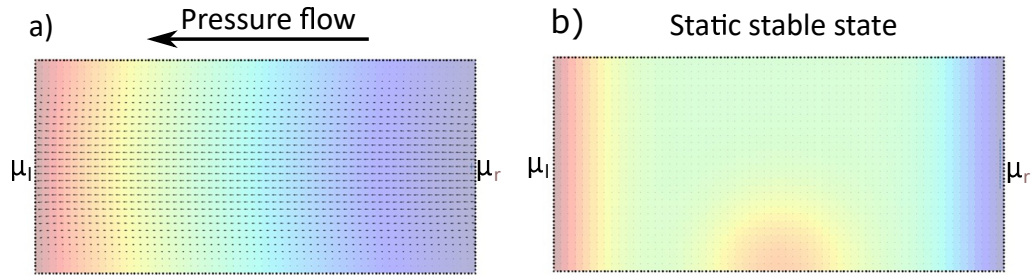 a)
Pressure flow
μl
μr
b)
Static stable state
μl
μr